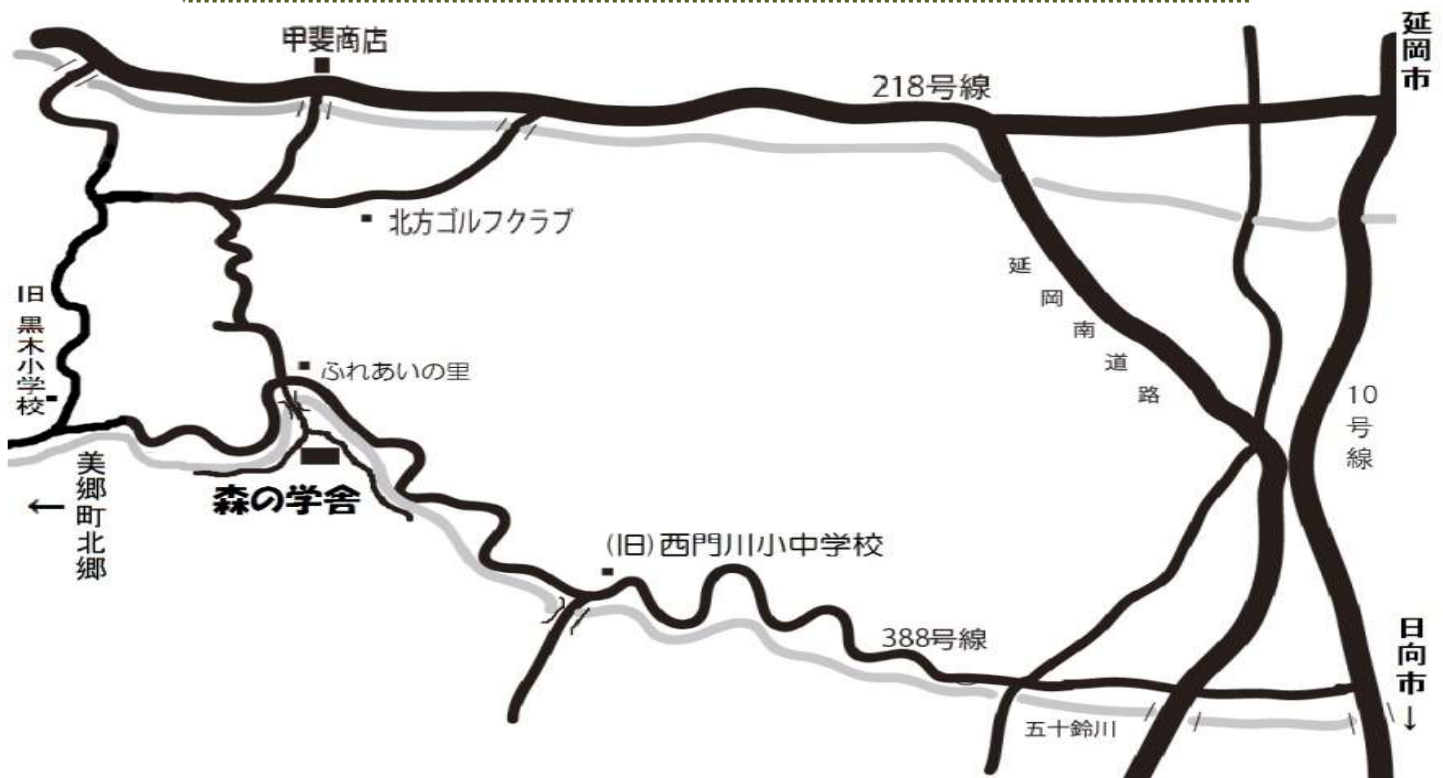 甲斐商店
延岡市
218号線
北方ゴルフクラブ
延岡南道路
旧 黒木小学校
ふれあいの里
10号線
美郷町北郷
←
森の学舎
(旧)西門川小中学校
388号線
日向市↓
五十鈴川